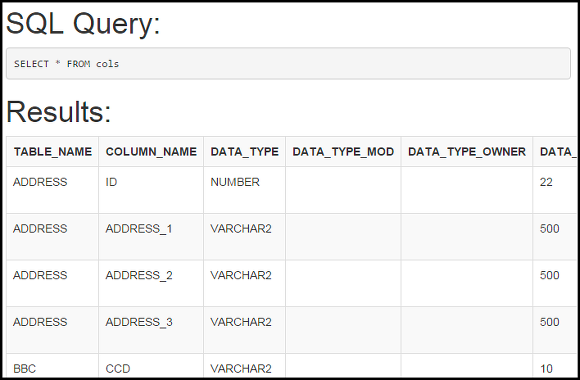 SQL Query:
SELECT * FROM cols
Results:
TABLE_NAME COLUMN_NAME DATA_TYPE DATA_TYPE_MOD DATA_TYPE_OWNER DATA_
ADDRESS ID NUMBER 22
ADDRESS ADDRESS_1 VARCHAR2 500
ADDRESS ADDRESS_2 VARCHAR2 500
ADDRESS ADDRESS_3 VARCHAR2 500
BBC CCD VARCHAR2 10